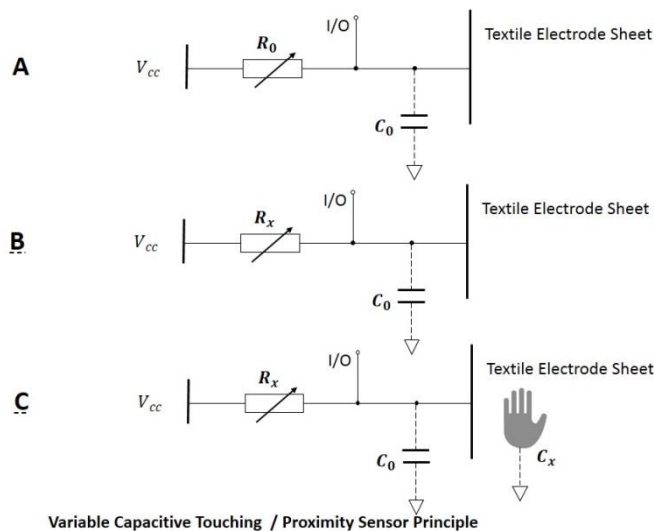 I/O
Textile Electrode Sheet
A
Vcc
R0
C0
I/O
Textile Electrode Sheet
B
Vcc
Rx
C0
I/O
Textile Electrode Sheet
C
Vcc
Rx
C0
Cx
Variable Capacitive Touching / Proximity Sensor Principle